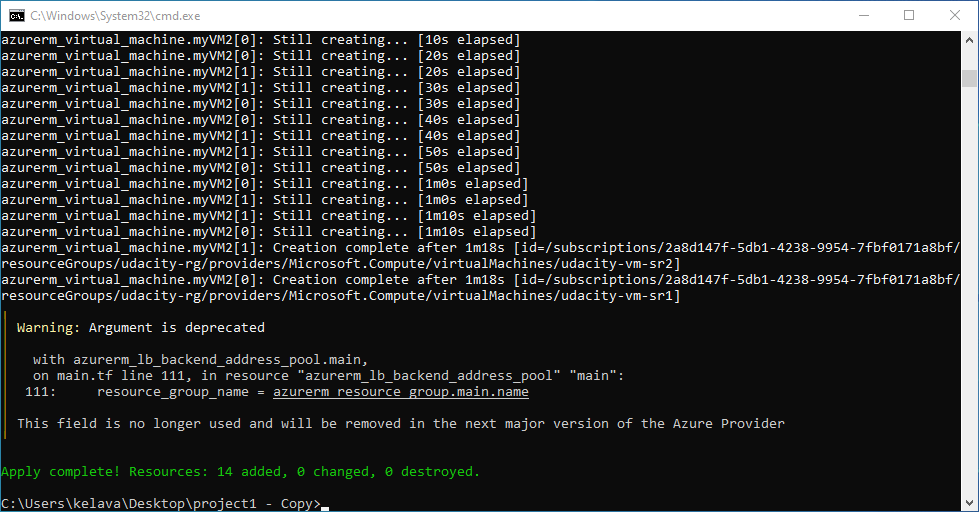 C:\Windows\System32\cmd.exe
azurerm_virtual_machine.myVM2[0]: Still creating... [10s elapsed]
azurerm_virtual_machine.myVM2[0]: Still creating... [20s elapsed]
azurerm_virtual_machine.myVM2[1]: Still creating... [20s elapsed]
azurerm_virtual_machine.myVM2[1]: Still creating... [30s elapsed]
azurerm_virtual_machine.myVM2[0]: Still creating... [30s elapsed]
azurerm_virtual_machine.myVM2[0]: Still creating... [40s elapsed]
azurerm_virtual_machine.myVM2[1]: Still creating... [40s elapsed]
azurerm_virtual_machine.myVM2[1]: Still creating... [50s elapsed]
azurerm_virtual_machine.myVM2[0]: Still creating... [50s elapsed]
azurerm_virtual_machine.myVM2[0]: Still creating... [1m0s elapsed]
azurerm_virtual_machine.myVM2[1]: Still creating... [1m0s elapsed]
azurerm_virtual_machine.myVM2[1]: Still creating... [1m10s elapsed]
azurerm_virtual_machine.myVM2[0]: Still creating... [1m10s elapsed]
azurerm_virtual_machine.myVM2[1]: Creation complete after 1m18s [id=/subscriptions/2a8d147f-5db1-4238-9954-7fbf0171a8bf/
resourceGroups/udacity-rg/providers/Microsoft.Compute/virtualMachines/udacity-vm-sr2]
azurerm_virtual_machine.myVM2[0]: Creation complete after 1m18s [id=/subscriptions/2a8d147f-5db1-4238-9954-7fbf0171a8bf/
resourceGroups/udacity-rg/providers/Microsoft.Compute/virtualMachines/udacity-vm-sr1]
Warning: Argument is deprecated
with azurerm_lb_backend_address_pool.main,
on main.tf line 111, in resource "azurerm_lb_backend_address_pool" "main":
111:     resource_group_name = azurerm_resource_group.main.name
This field is no longer used and will be removed in the next major version of the Azure Provider
Apply complete! Resources: 14 added, 0 changed, 0 destroyed.
C:\Users\kelava\Desktop\project1 - Copy>